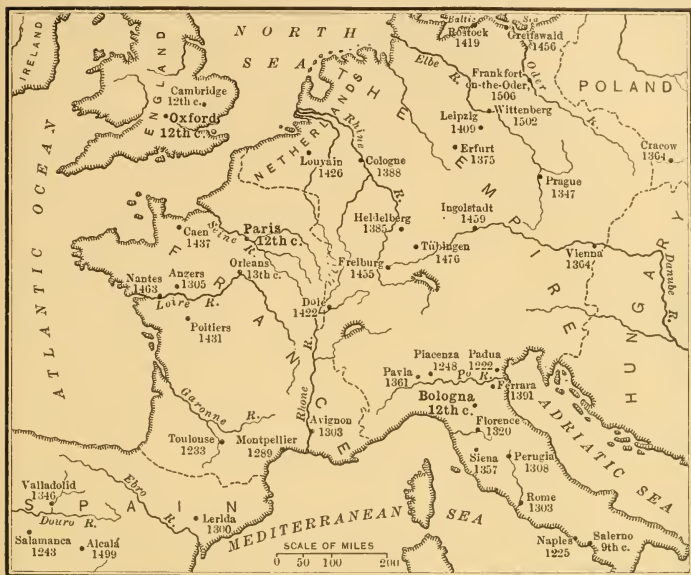 NORTH
SEA
Baltic Sea
Rostock
1419
Greifswald
1456
IRELAND
ENGLAND
Cambridge
12th c.
Oxford
12th c.
THE EMPIRE
Elbe R.
Oder R.
Frankfort
on-the-Oder,
1506
POLAND
Leipzig
1409
Wittenberg
1502
NETHERLANDS
Rhine R.
Erfurt
1375
Cracow
1364
Louvain
1426
Cologne
1388
Prague
1347
ATLANTIC OCEAN
Caen
1437
Seine R.
Paris
12th c.
Heidelberg
1385
Ingolstadt
1459
Tübingen
1476
Vienna
1364
Danube R.
HUNGARY
Orleans
13th c.
Freiburg
1455
Nantes
1463
Angers
1305
Loire R.
FRANCE
Dole
1422
Poitiers
1431
Piacenza
1248
Padua
1222
Pavia
1361
Po R.
Ferrara
1391
Bologna
12th c.
ADRIATIC SEA
Garonne R.
Rhone R.
Avignon
1303
Florence
1320
Toulouse
1233
Montpellier
1289
Siena
1357
Perugia
1308
Valladolid
1346
Ebro R.
SPAIN
Douro R.
Lerida
1300
Rome
1303
MEDITERRANEAN SEA
Salamanca
1243
Alcalá
1499
Naples
1225
Salerno
9th c.
SCALE OF MILES
0 50 100 200